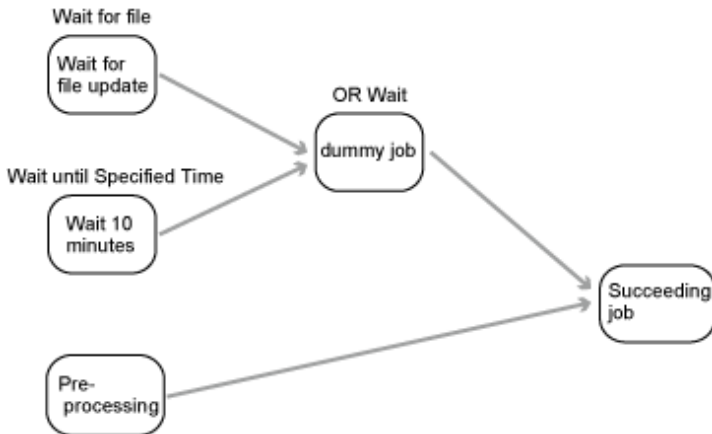 Wait for file
Wait for
file update
OR Wait
dummy job
Wait until Specified Time
Wait 10
minutes
Succeeding
job
Pre-
processing